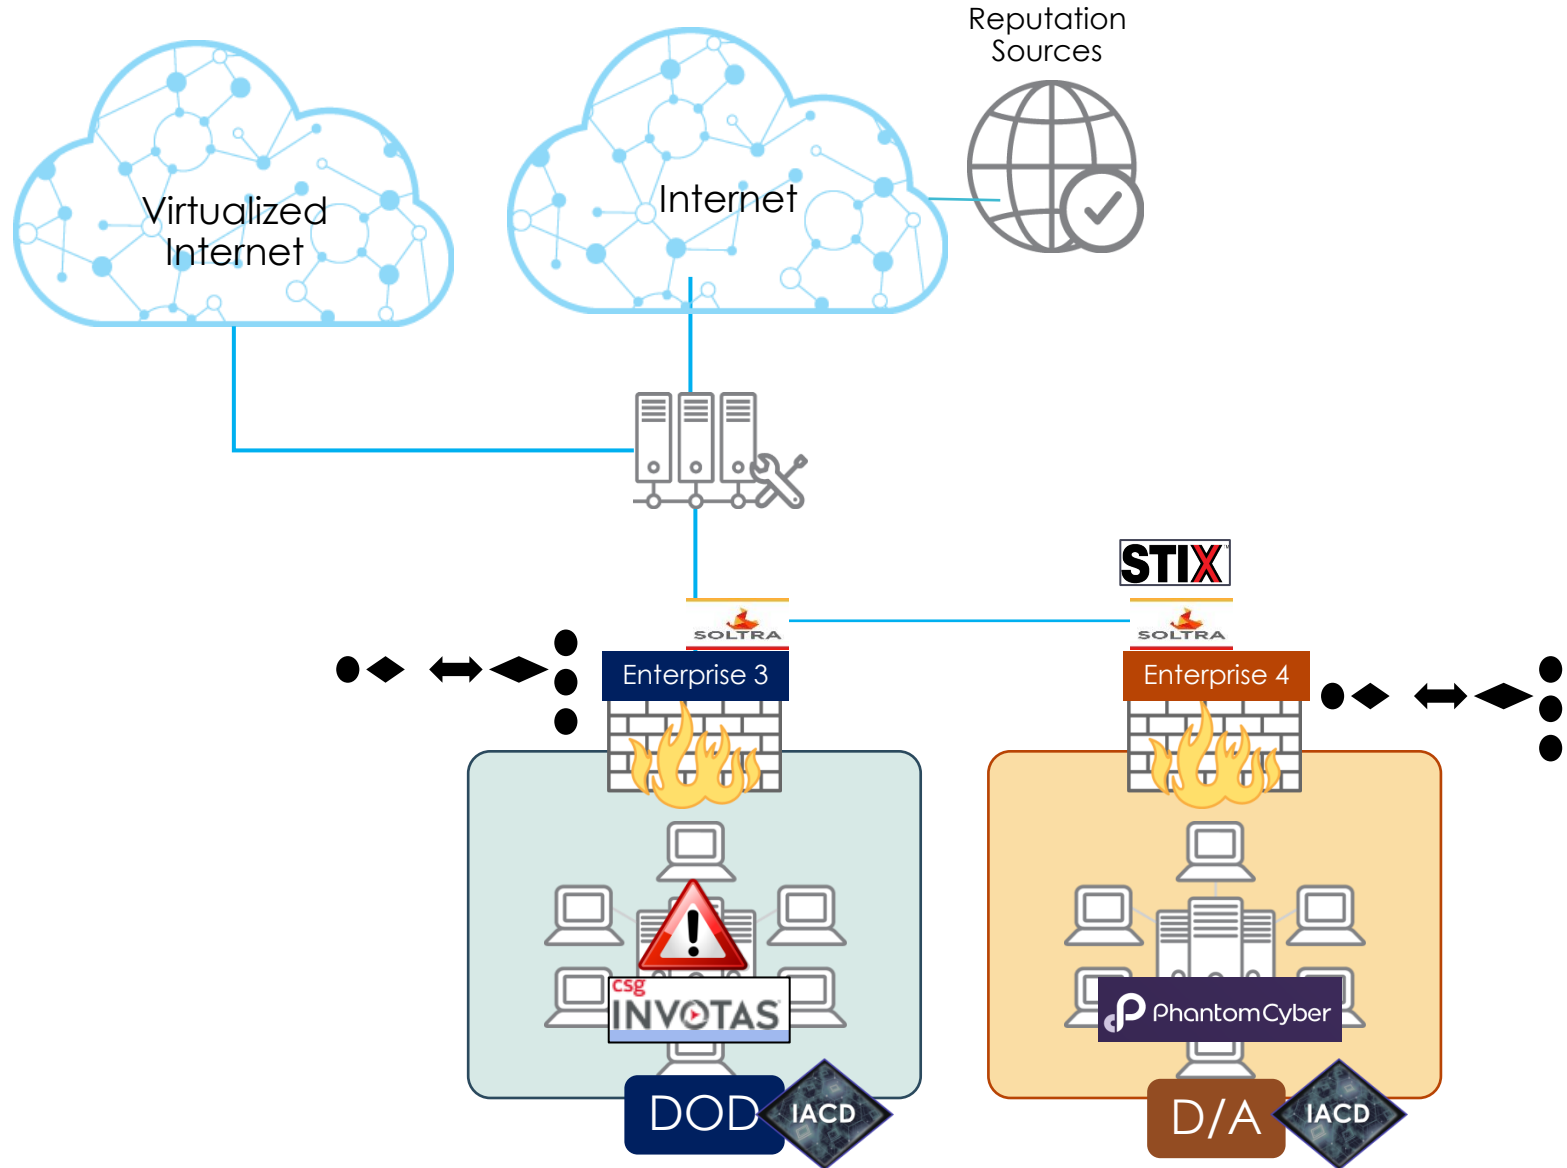 Reputation
Sources
Virtualized
Internet
Internet
STIX
SOLTRA
SOLTRA
Enterprise 3
Enterprise 4
csg
INVOTAS
PhantomCyber
DOD
IACD
D/A
IACD